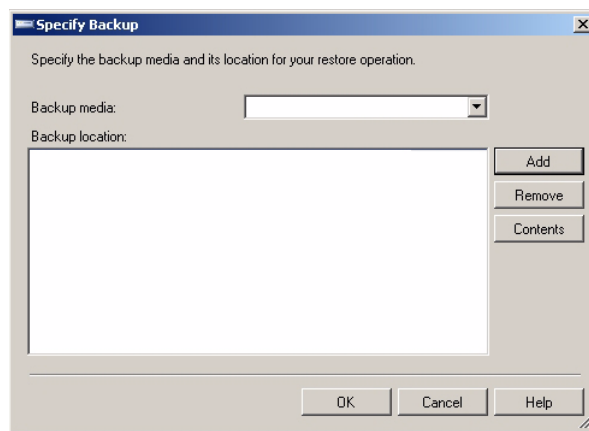 Specify Backup
Specify the backup media and its location for your restore operation.
Backup media:
Backup location:
Add
Remove
Contents
OK
Cancel
Help